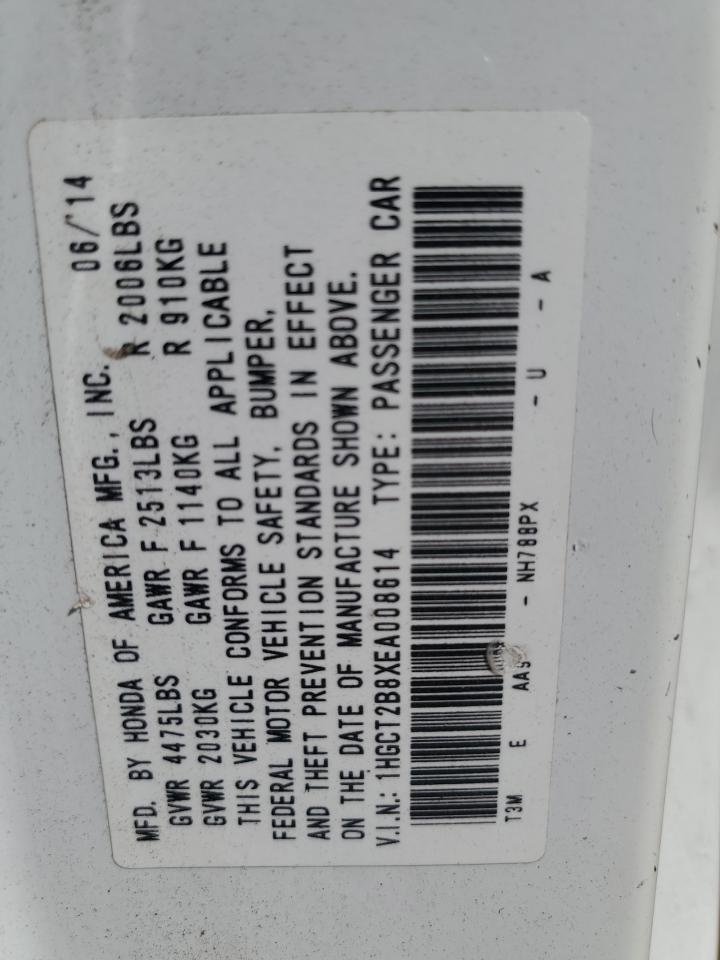 MFD. BY HONDA OF AMERICA MFG., INC. 06/'14
GVWR 4475LBS GAWR F 2513LBS R 2006LBS
GVWR 2030KG GAWR F 1140KG R 910KG
THIS VEHICLE CONFORMS TO ALL APPLICABLE
FEDERAL MOTOR VEHICLE SAFETY, BUMPER,
AND THEFT PREVENTION STANDARDS IN EFFECT
ON THE DATE OF MANUFACTURE SHOWN ABOVE.
V.I.N.: 1HGCT2B8XEA008614 TYPE: PASSENGER CAR
T3M E - NH788PX - U - A